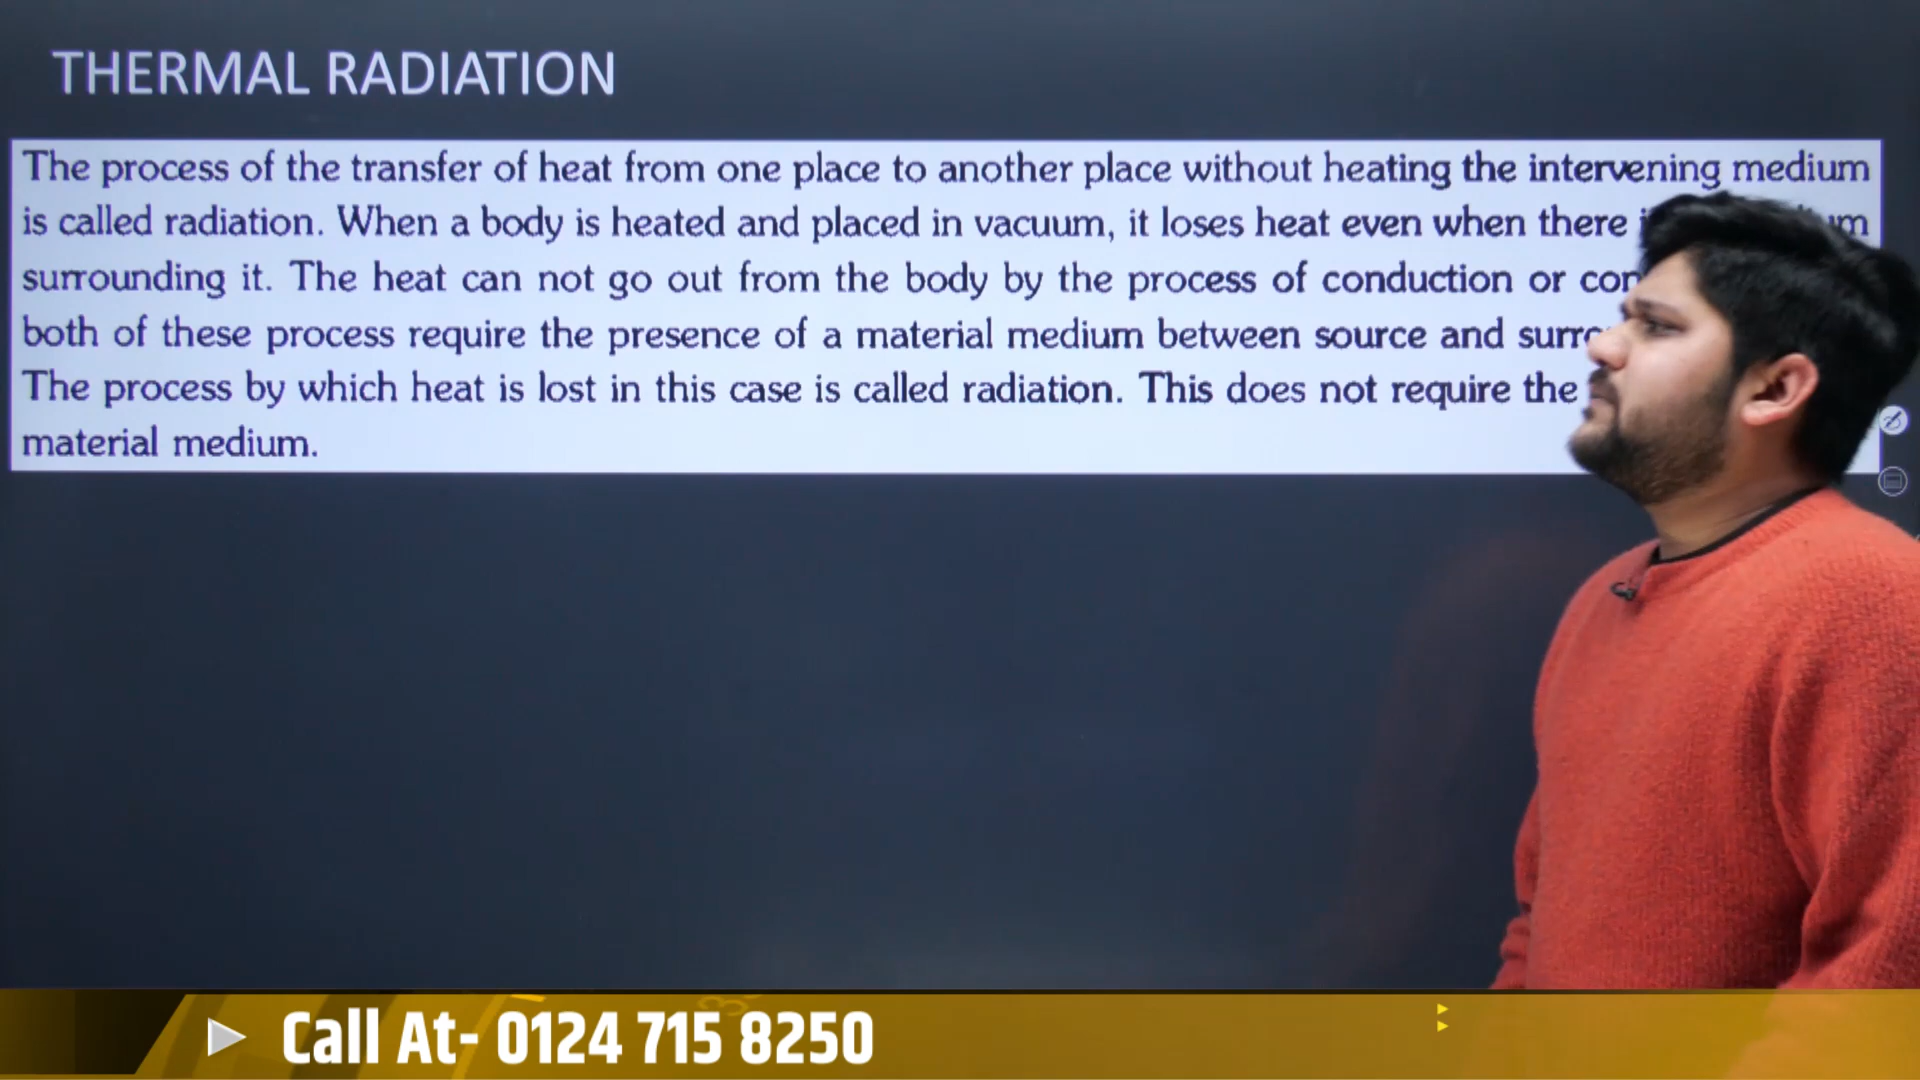 THERMAL RADIATION
The process of the transfer of heat from one place to another place without heating the intervening medium
is called radiation. When a body is heated and placed in vacuum, it loses heat even when there
surrounding it. The heat can not go out from the body by the process of conduction or
both of these process require the presence of a material medium between source and
The process by which heat is lost in this case is called radiation. This does not require the
material medium.
Call At- 0124 715 8250